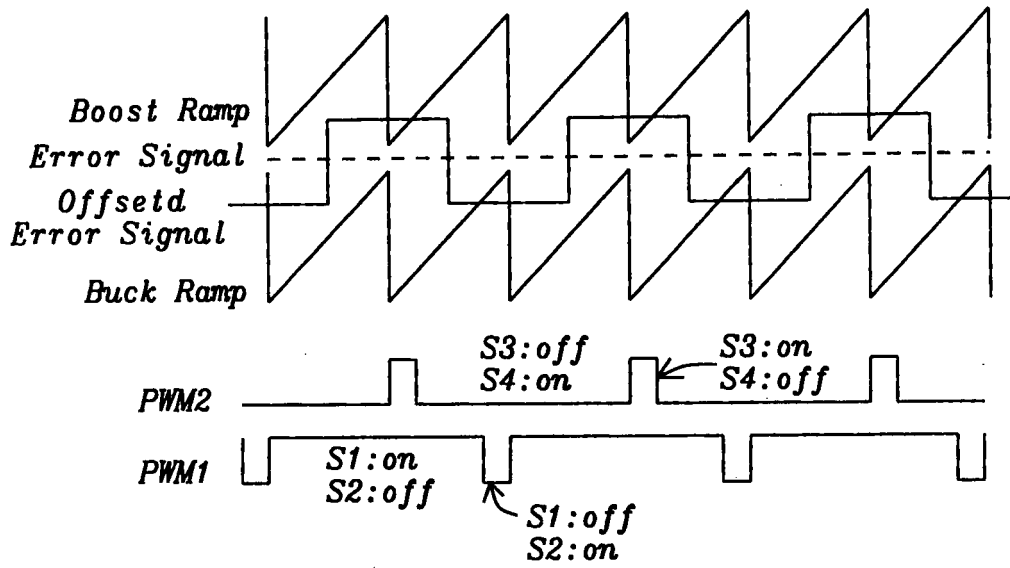 Boost Ramp
Error Signal
Offsetd
Error Signal
Buck Ramp
S3:off
S4:on
S3:on
S4:off
PWM2
PWM1
S1:on
S2:off
S1:off
S2:on